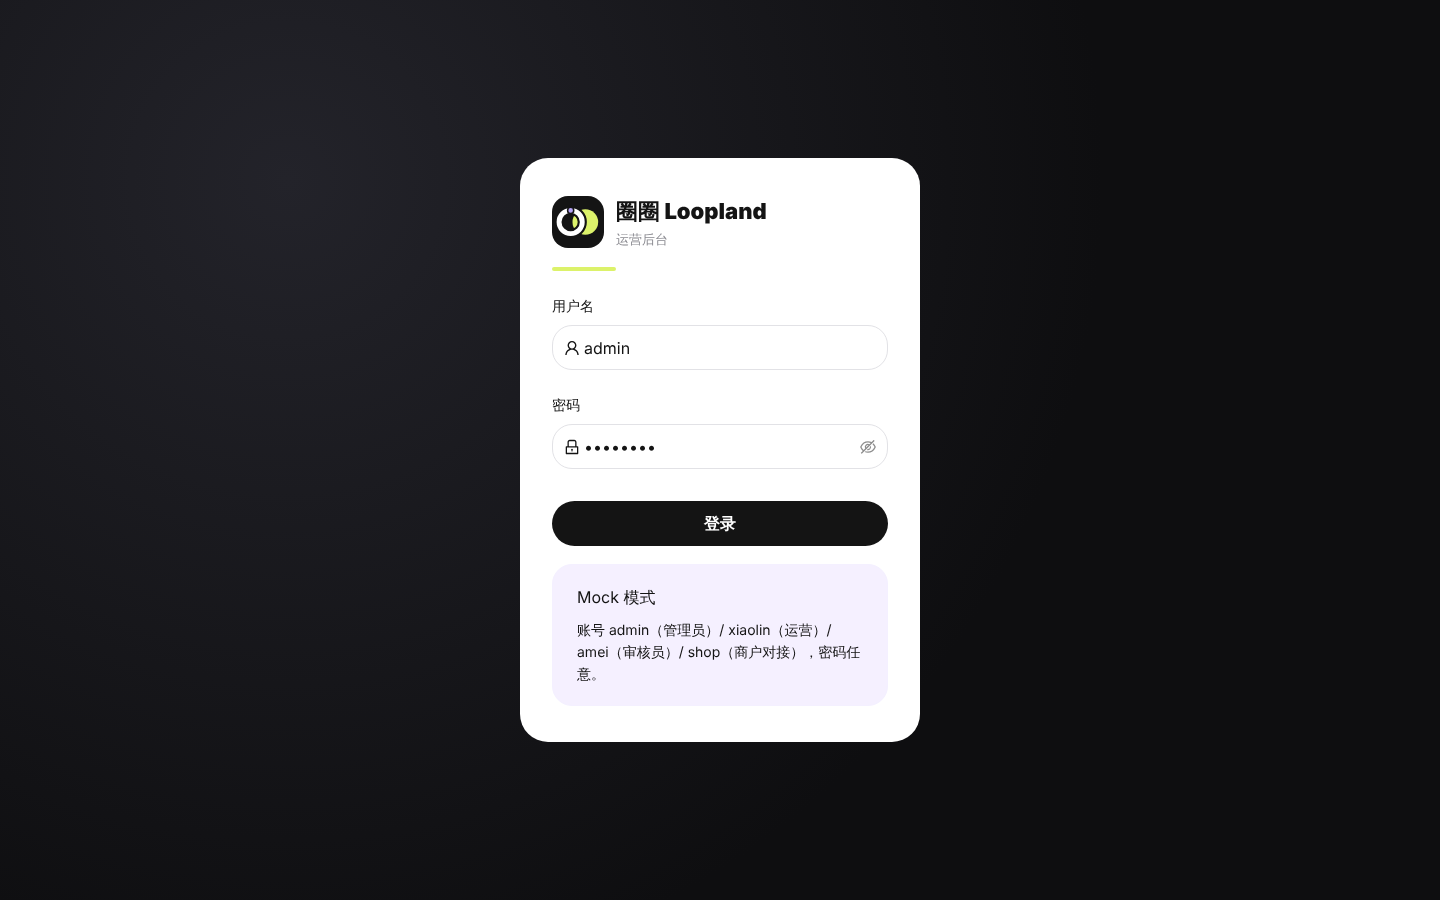 圈圈 Loopland
运营后台
用户名
admin
密码
••••••••
登录
Mock 模式
账号 admin（管理员）/ xiaolin（运营）/
amei（审核员）/ shop（商户对接），密码任
意。